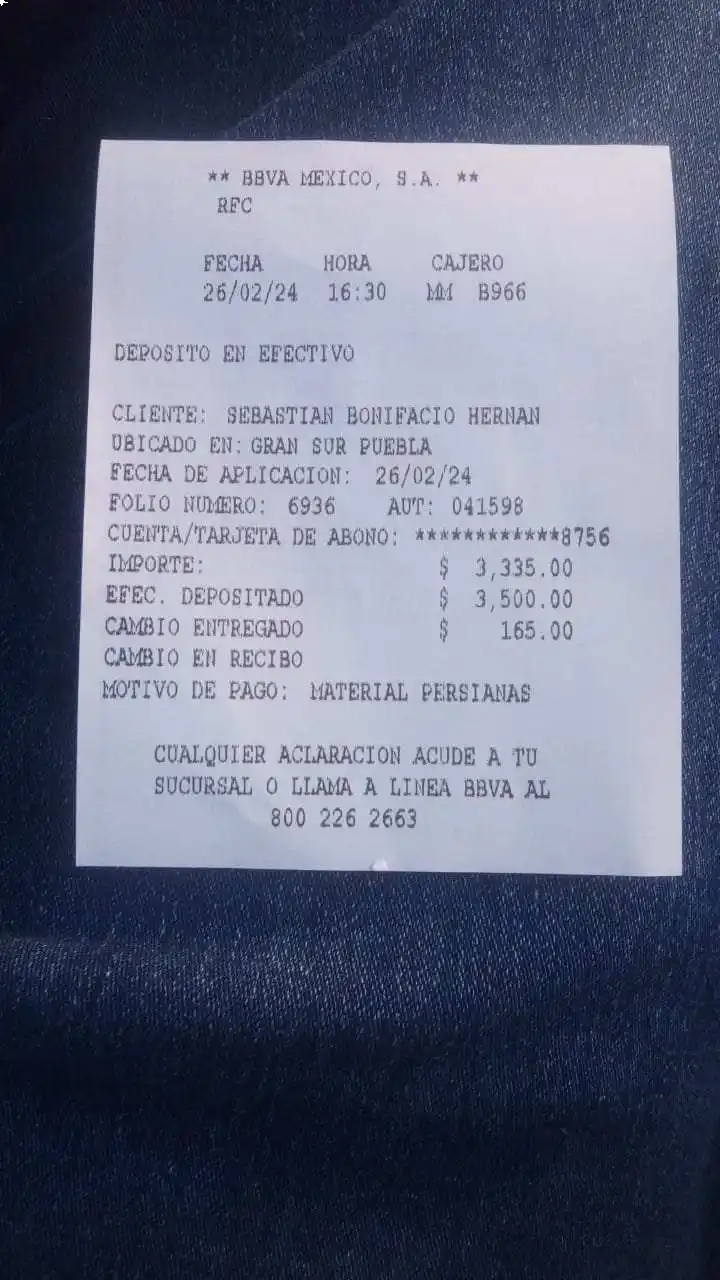 ** BBVA MEXICO, S.A. **
RFC
FECHA HORA CAJERO
26/02/24 16:30 MM B966
DEPOSITO EN EFECTIVO
CLIENTE: SEBASTIAN BONIFACIO HERNAN
UBICADO EN: GRAN SUR PUEBLA
FECHA DE APLICACION: 26/02/24
FOLIO NUMERO: 6936 AUT: 041598
CUENTA/TARJETA DE ABONO: ************8756
IMPORTE: $ 3,335.00
EFEC. DEPOSITADO $ 3,500.00
CAMBIO ENTREGADO $ 165.00
CAMBIO EN RECIBO
MOTIVO DE PAGO: MATERIAL PERSIANAS
CUALQUIER ACLARACION ACUDE A TU
SUCURSAL O LLAMA A LINEA BBVA AL
800 226 2663